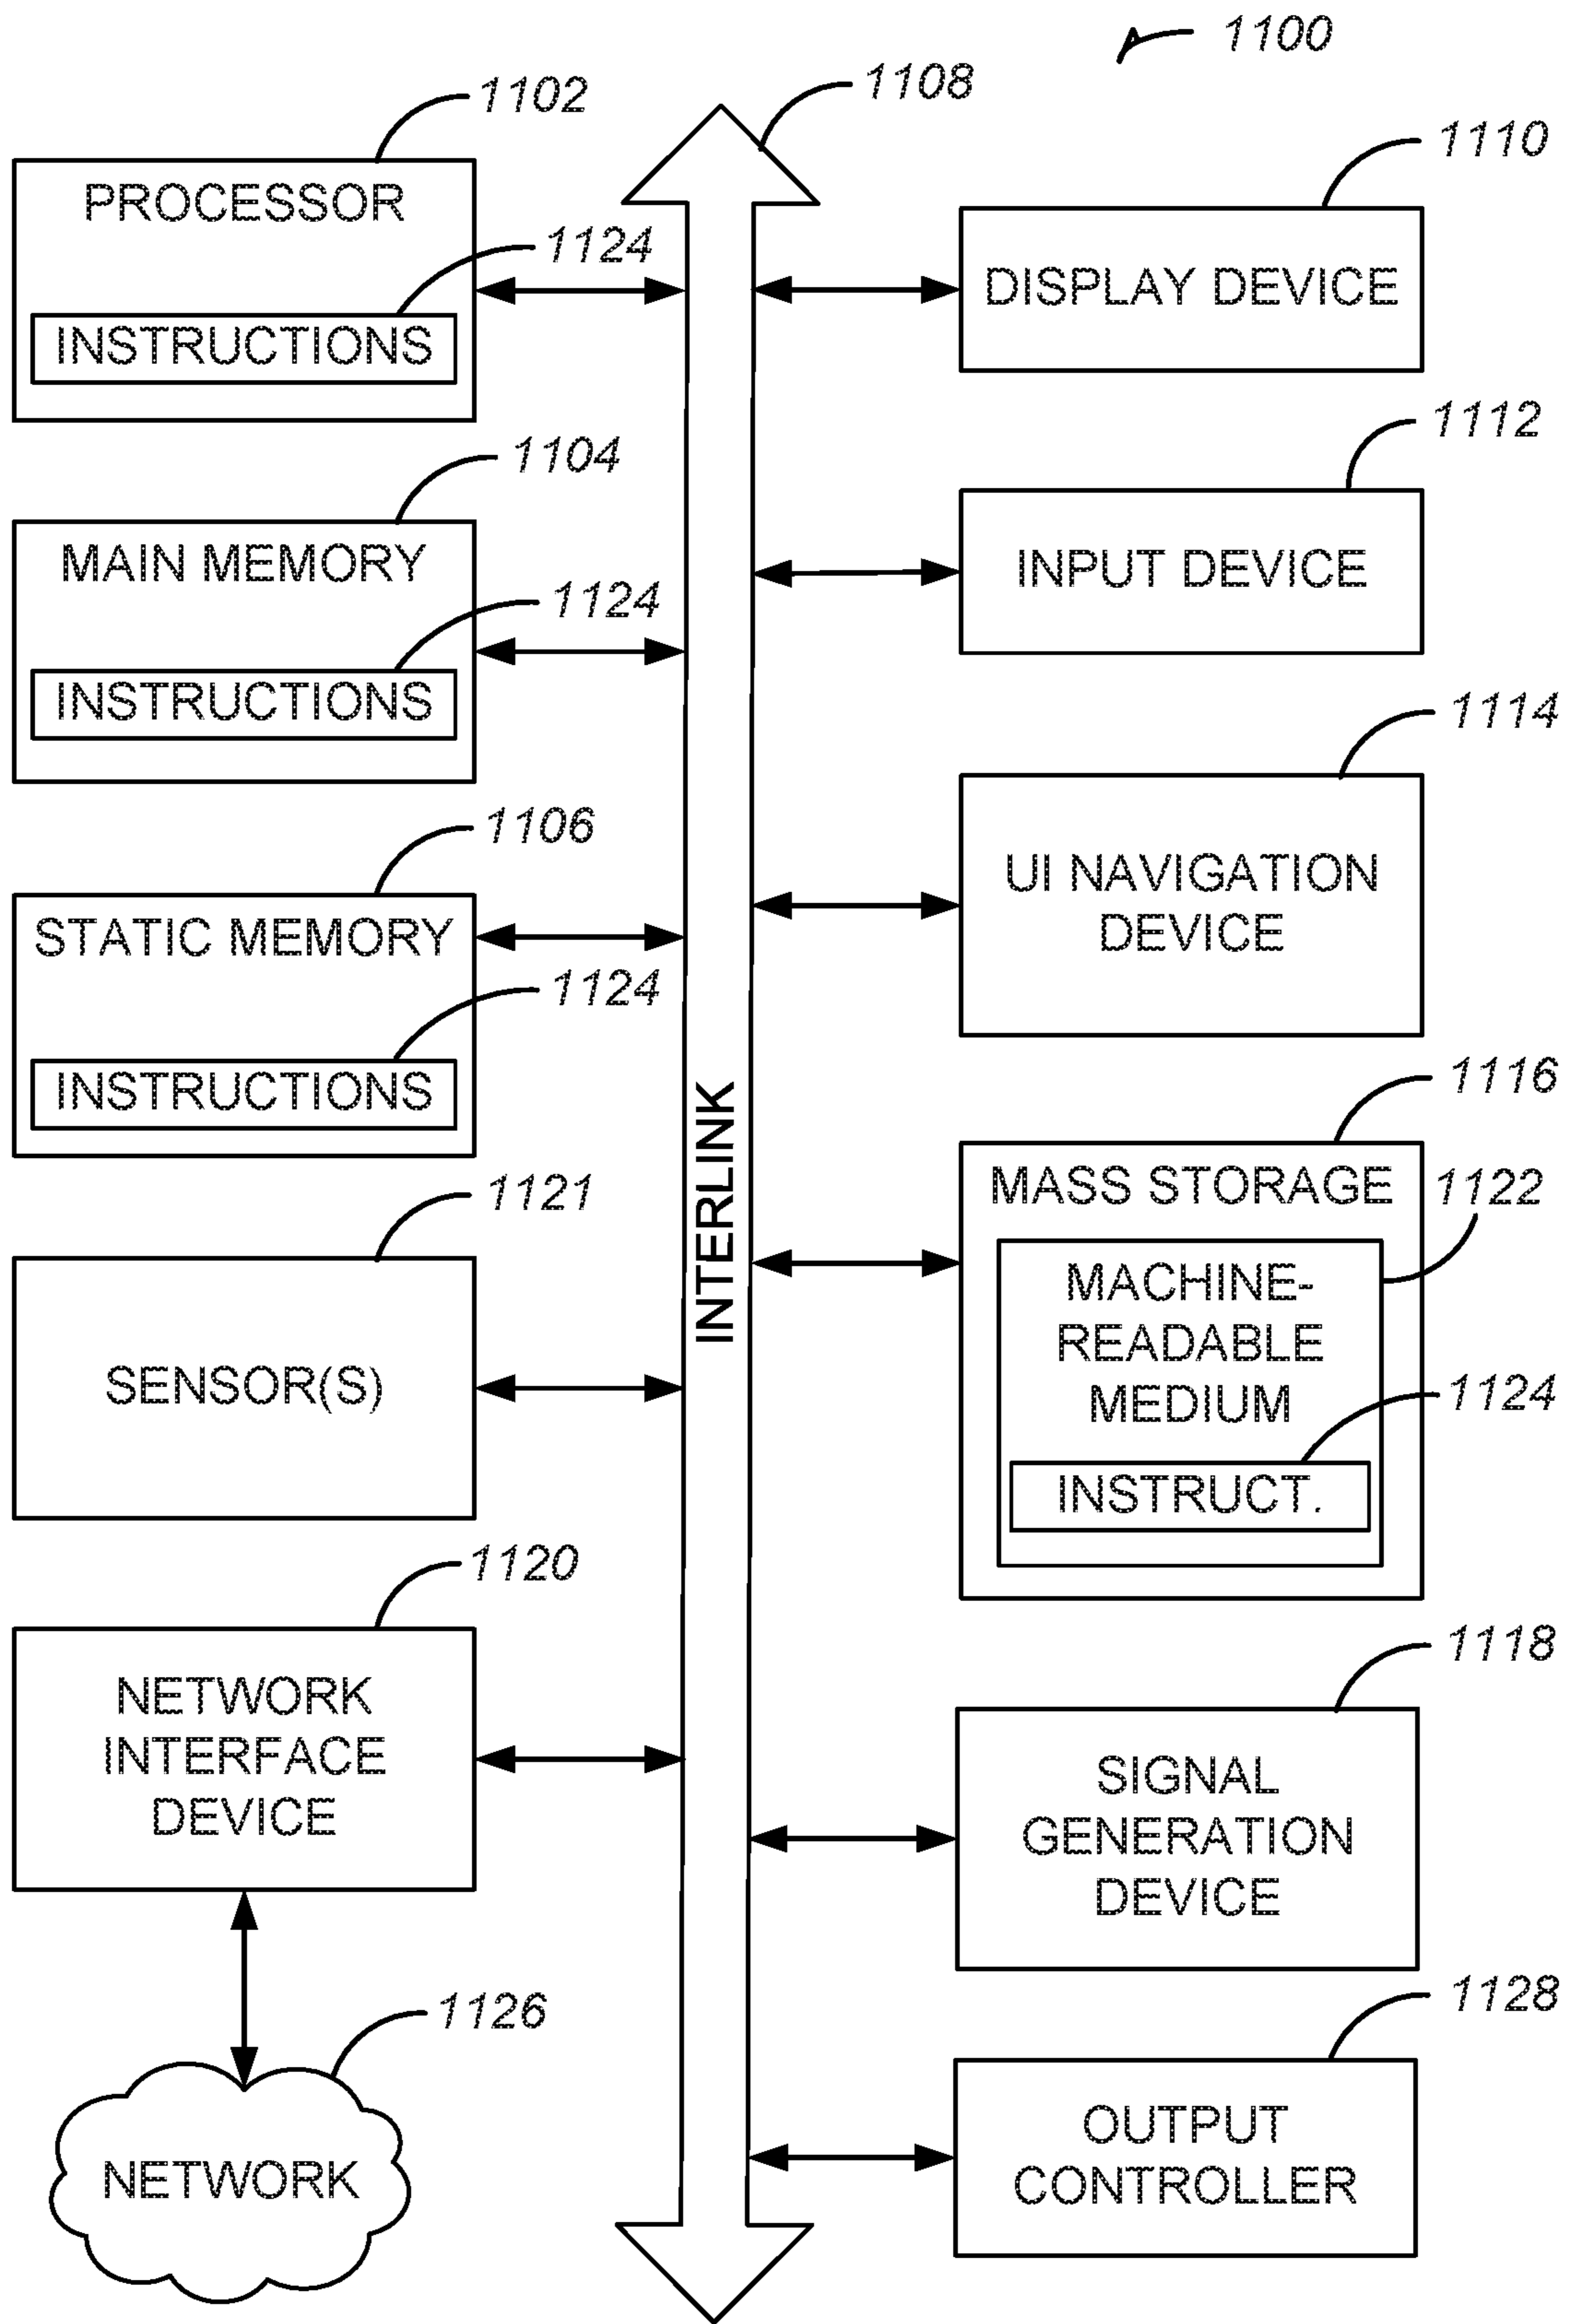 1100
1108
1102
PROCESSOR
1124
INSTRUCTIONS
1104
MAIN MEMORY
1124
INSTRUCTIONS
1106
STATIC MEMORY
1124
INSTRUCTIONS
1121
SENSOR(S)
1120
NETWORK
INTERFACE
DEVICE
1126
NETWORK
INTERLINK
1110
DISPLAY DEVICE
1112
INPUT DEVICE
1114
UI NAVIGATION
DEVICE
1116
MASS STORAGE
1122
MACHINE-
READABLE
MEDIUM
1124
INSTRUCT.
1118
SIGNAL
GENERATION
DEVICE
1128
OUTPUT
CONTROLLER